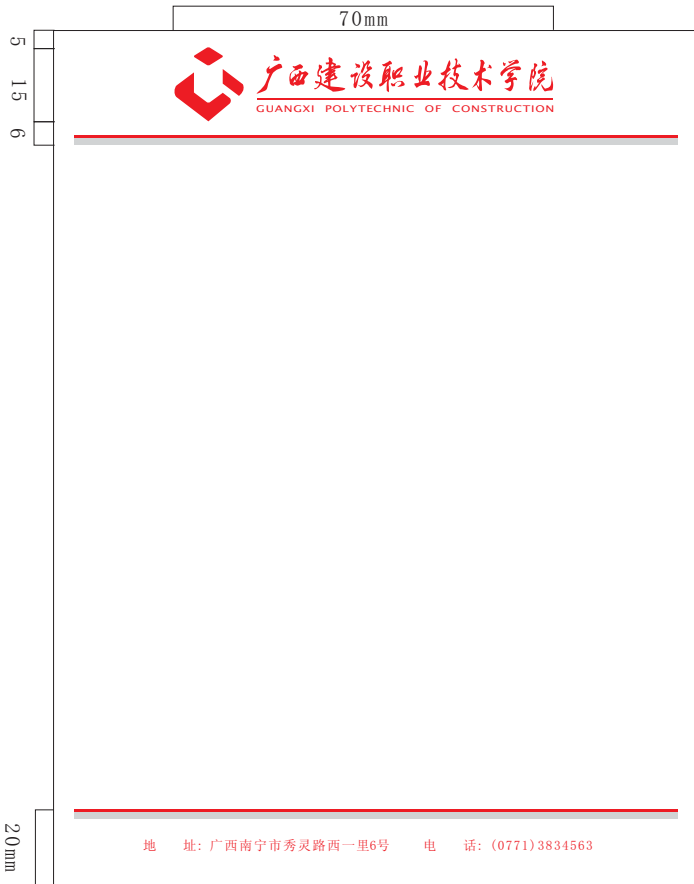 70mm
5
15
6
广西建设职业技术学院
GUANGXI POLYTECHNIC OF CONSTRUCTION
20mm
地 址: 广西南宁市秀灵路西一里6号 电 话: (0771)3834563